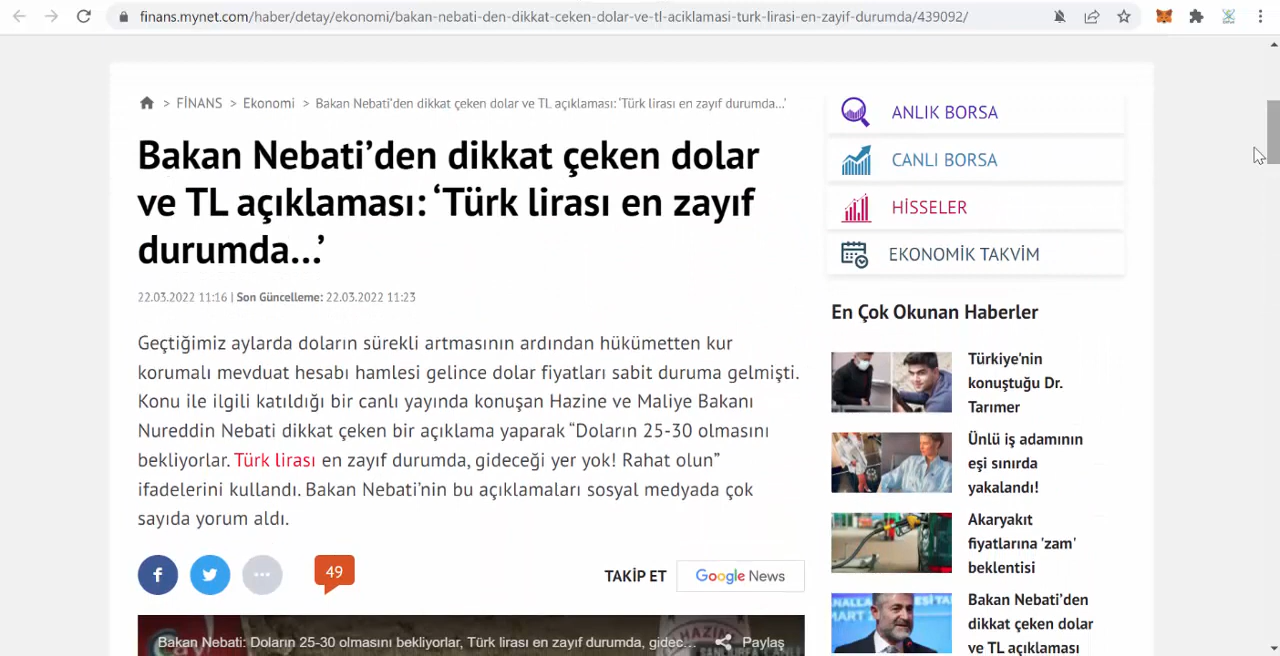 finans.mynet.com/haber/detay/ekonomi/bakan-nebati-den-dikkat-ceken-dolar-ve-tl-aciklamasi-turk-lirasi-en-zayif-durumda/439092/
> FİNANS > Ekonomi > Bakan Nebati’den dikkat çeken dolar ve TL açıklaması: ‘Türk lirası en zayıf durumda...’
Bakan Nebati’den dikkat çeken dolar
ve TL açıklaması: ‘Türk lirası en zayıf
durumda...’
22.03.2022 11:16 | Son Güncelleme: 22.03.2022 11:23
Geçtiğimiz aylarda doların sürekli artmasının ardından hükümetten kur
korumalı mevduat hesabı hamlesi gelince dolar fiyatları sabit duruma gelmişti.
Konu ile ilgili katıldığı bir canlı yayında konuşan Hazine ve Maliye Bakanı
Nureddin Nebati dikkat çeken bir açıklama yaparak “Doların 25-30 olmasını
bekliyorlar. Türk lirası en zayıf durumda, gideceği yer yok! Rahat olun”
ifadelerini kullandı. Bakan Nebati’nin bu açıklamaları sosyal medyada çok
sayıda yorum aldı.
49
TAKİP ET Google News
Bakan Nebati: Doların 25-30 olmasını bekliyorlar, Türk lirası en zayıf durumda, gidec... Paylaş
ANLIK BORSA
CANLI BORSA
HİSSELER
EKONOMİK TAKVİM
En Çok Okunan Haberler
Türkiye'nin
konuştuğu Dr.
Tarımer
Ünlü iş adamının
eşi sınırda
yakalandı!
Akaryakıt
fiyatlarına 'zam'
beklentisi
Bakan Nebati’den
dikkat çeken dolar
ve TL açıklaması